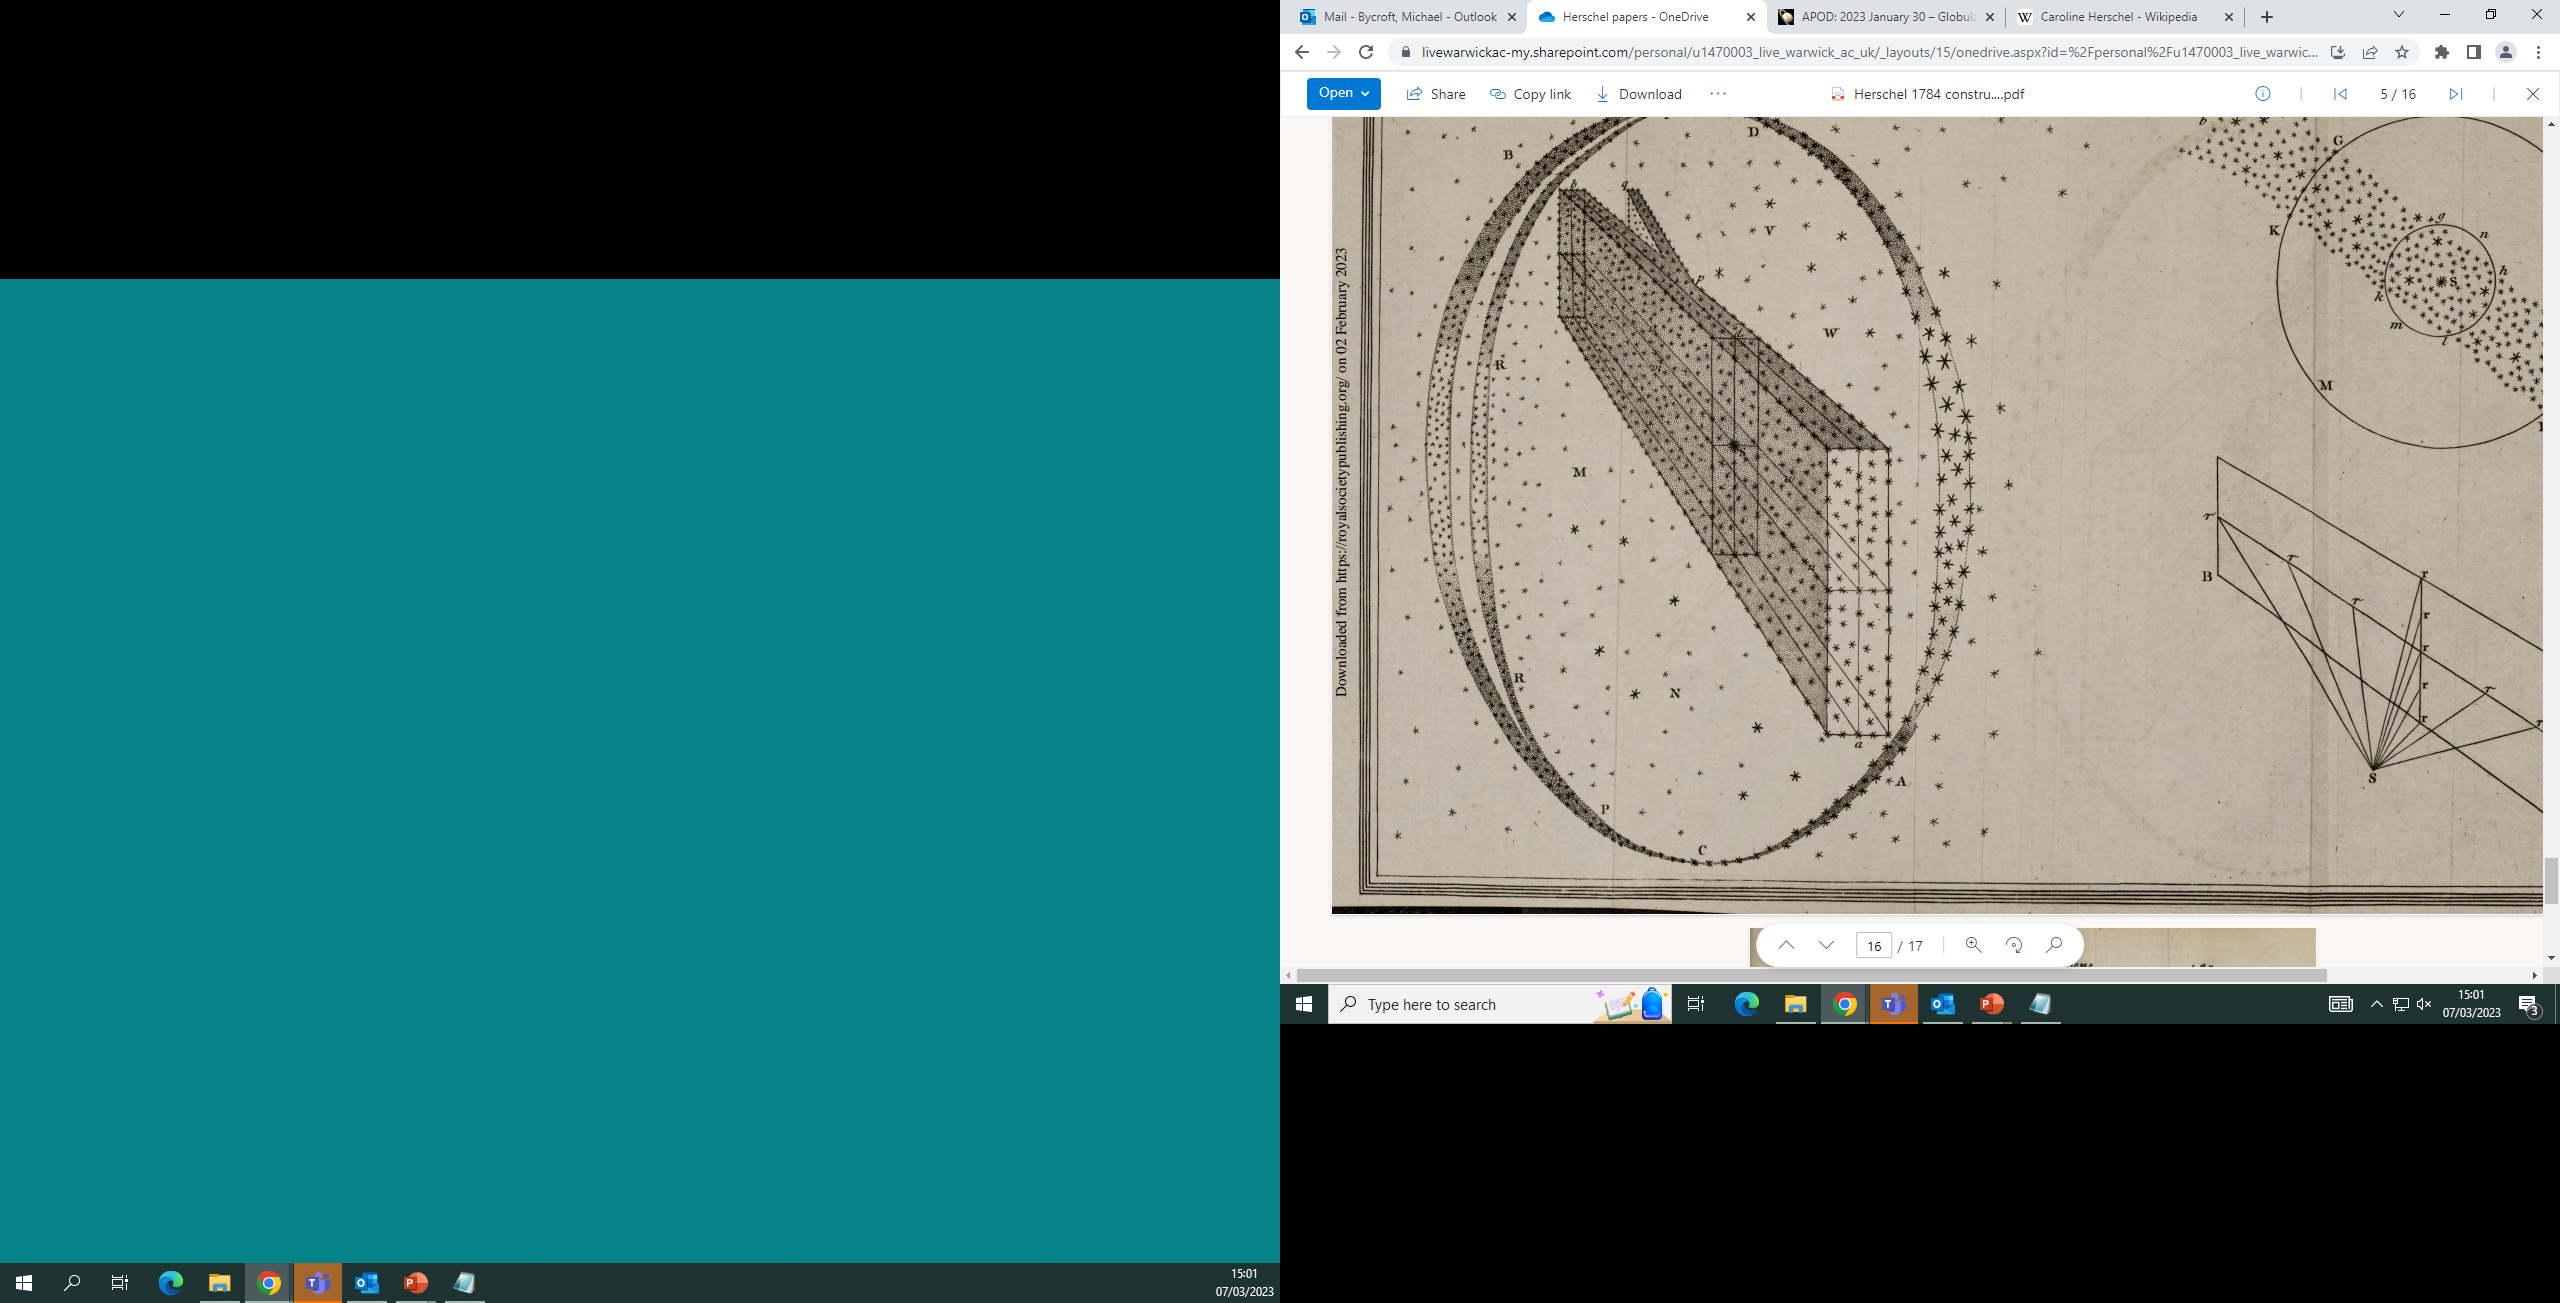 Mail - Bycroft, Michael - Outlook
Herschel papers - OneDrive
APOD: 2023 January 30 – Globula
Caroline Herschel - Wikipedia
livewarwickac-my.sharepoint.com/personal/u1470003_live_warwick_ac_uk/_layouts/15/onedrive.aspx?id=%2Fpersonal%2Fu1470003_live_warwic...
Open
Share
Copy link
Download
...
Herschel 1784 constru....pdf
5 / 16
Downloaded from https://royalsocietypublishing.org/ on 02 February 2023
B
D
b
q
V
p
W
R
S
M
R
N
a
A
P
C
b
G
K
g
n
h
S
k
m
l
M
r
B
r
r
r
r
r
r
r
r
r
S
16 / 17
Type here to search
15:01
07/03/2023
3
15:01
07/03/2023